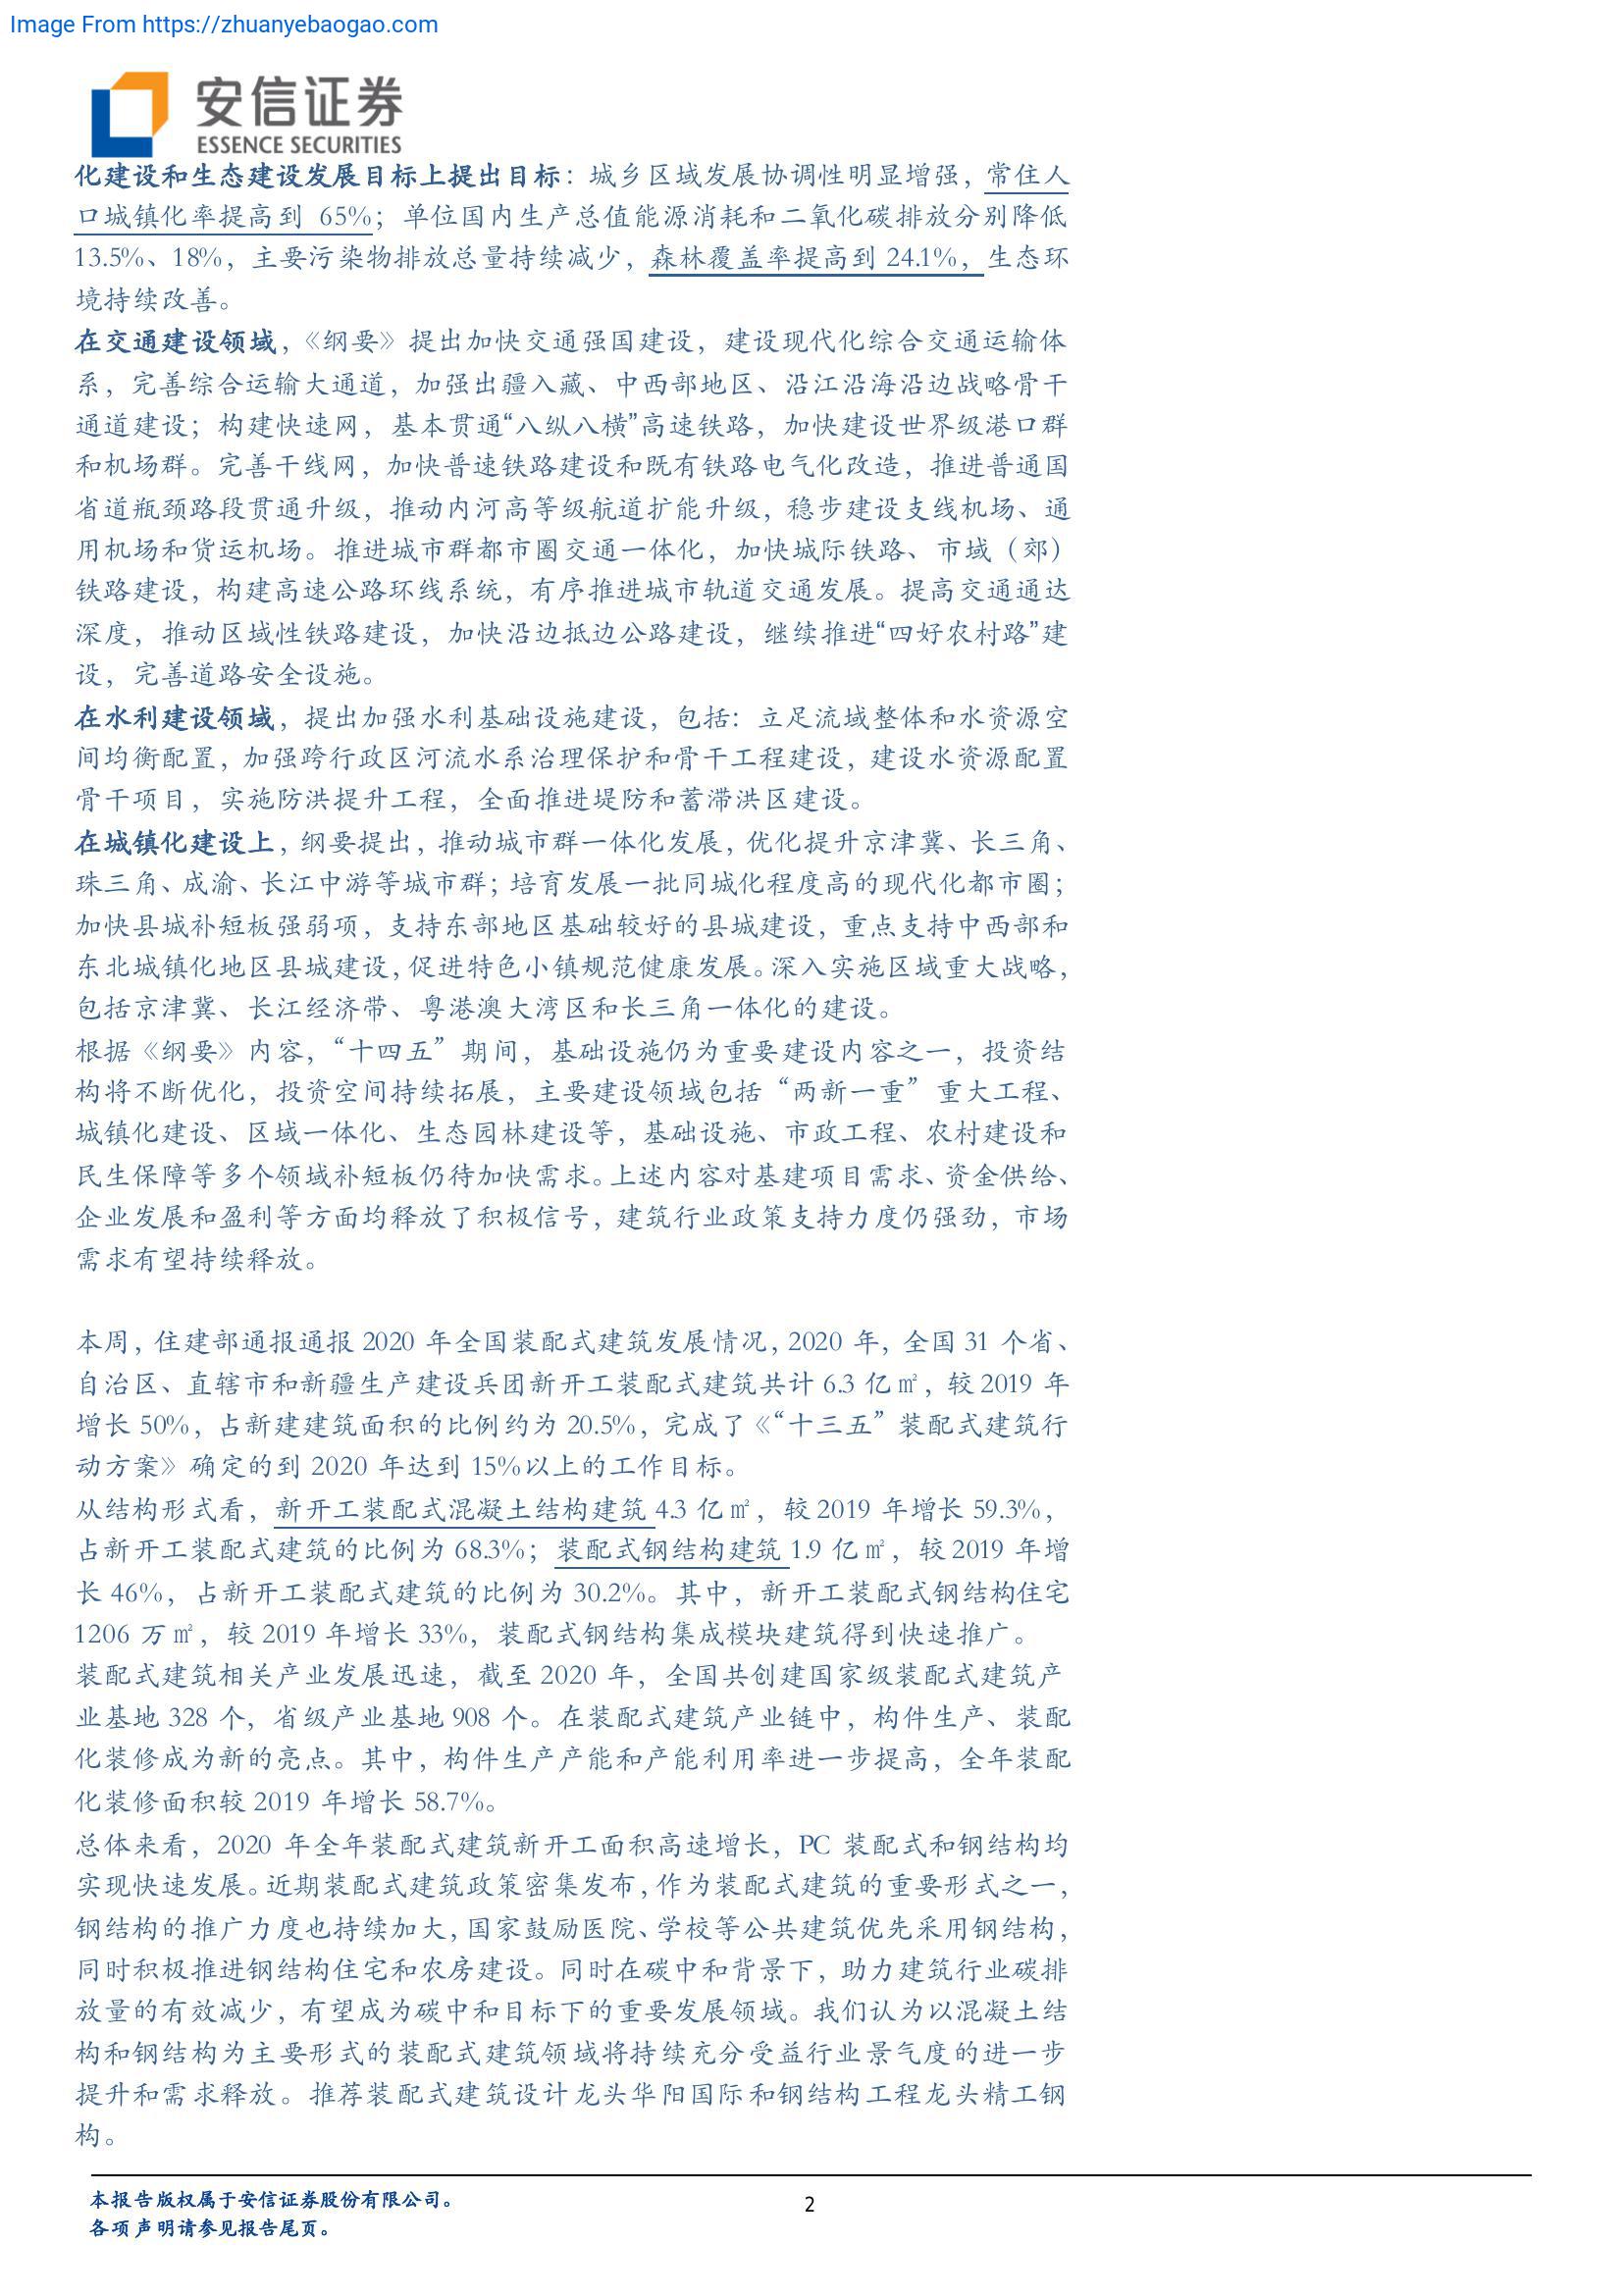 Image From https://zhuanyebaogao.com
安信证券
ESSENCE SECURITIES
化建设和生态建设发展目标上提出目标：城乡区域发展协调性明显增强，常住人
口城镇化率提高到 65%；单位国内生产总值能源消耗和二氧化碳排放分别降低
13.5%、18%，主要污染物排放总量持续减少，森林覆盖率提高到 24.1%，生态环
境持续改善。
在交通建设领域，《纲要》提出加快交通强国建设，建设现代化综合交通运输体
系，完善综合运输大通道，加强出疆入藏、中西部地区、沿江沿海沿边战略骨干
通道建设；构建快速网，基本贯通“八纵八横”高速铁路，加快建设世界级港口群
和机场群。完善干线网，加快普速铁路建设和既有铁路电气化改造，推进普通国
省道瓶颈路段贯通升级，推动内河高等级航道扩能升级，稳步建设支线机场、通
用机场和货运机场。推进城市群都市圈交通一体化，加快城际铁路、市域（郊）
铁路建设，构建高速公路环线系统，有序推进城市轨道交通发展。提高交通通达
深度，推动区域性铁路建设，加快沿边抵边公路建设，继续推进“四好农村路”建
设，完善道路安全设施。
在水利建设领域，提出加强水利基础设施建设，包括：立足流域整体和水资源空
间均衡配置，加强跨行政区河流水系治理保护和骨干工程建设，建设水资源配置
骨干项目，实施防洪提升工程，全面推进堤防和蓄滞洪区建设。
在城镇化建设上，纲要提出，推动城市群一体化发展，优化提升京津冀、长三角、
珠三角、成渝、长江中游等城市群；培育发展一批同城化程度高的现代化都市圈；
加快县城补短板强弱项，支持东部地区基础较好的县城建设，重点支持中西部和
东北城镇化地区县城建设，促进特色小镇规范健康发展。深入实施区域重大战略，
包括京津冀、长江经济带、粤港澳大湾区和长三角一体化的建设。
根据《纲要》内容，“十四五”期间，基础设施仍为重要建设内容之一，投资结
构将不断优化，投资空间持续拓展，主要建设领域包括“两新一重”重大工程、
城镇化建设、区域一体化、生态园林建设等，基础设施、市政工程、农村建设和
民生保障等多个领域补短板仍待加快需求。上述内容对基建项目需求、资金供给、
企业发展和盈利等方面均释放了积极信号，建筑行业政策支持力度仍强劲，市场
需求有望持续释放。
本周，住建部通报通报 2020 年全国装配式建筑发展情况，2020 年，全国 31 个省、
自治区、直辖市和新疆生产建设兵团新开工装配式建筑共计 6.3 亿㎡，较 2019 年
增长 50%，占新建建筑面积的比例约为 20.5%，完成了《“十三五”装配式建筑行
动方案》确定的到 2020 年达到 15%以上的工作目标。
从结构形式看，新开工装配式混凝土结构建筑 4.3 亿㎡，较 2019 年增长 59.3%，
占新开工装配式建筑的比例为 68.3%；装配式钢结构建筑 1.9 亿㎡，较 2019 年增
长 46%，占新开工装配式建筑的比例为 30.2%。其中，新开工装配式钢结构住宅
1206 万㎡，较 2019 年增长 33%，装配式钢结构集成模块建筑得到快速推广。
装配式建筑相关产业发展迅速，截至 2020 年，全国共创建国家级装配式建筑产
业基地 328 个，省级产业基地 908 个。在装配式建筑产业链中，构件生产、装配
化装修成为新的亮点。其中，构件生产产能和产能利用率进一步提高，全年装配
化装修面积较 2019 年增长 58.7%。
总体来看，2020 年全年装配式建筑新开工面积高速增长，PC 装配式和钢结构均
实现快速发展。近期装配式建筑政策密集发布，作为装配式建筑的重要形式之一，
钢结构的推广力度也持续加大，国家鼓励医院、学校等公共建筑优先采用钢结构，
同时积极推进钢结构住宅和农房建设。同时在碳中和背景下，助力建筑行业碳排
放量的有效减少，有望成为碳中和目标下的重要发展领域。我们认为以混凝土结
构和钢结构为主要形式的装配式建筑领域将持续充分受益行业景气度的进一步
提升和需求释放。推荐装配式建筑设计龙头华阳国际和钢结构工程龙头精工钢
构。
本报告版权属于安信证券股份有限公司。
2
各项声明请参见报告尾页。